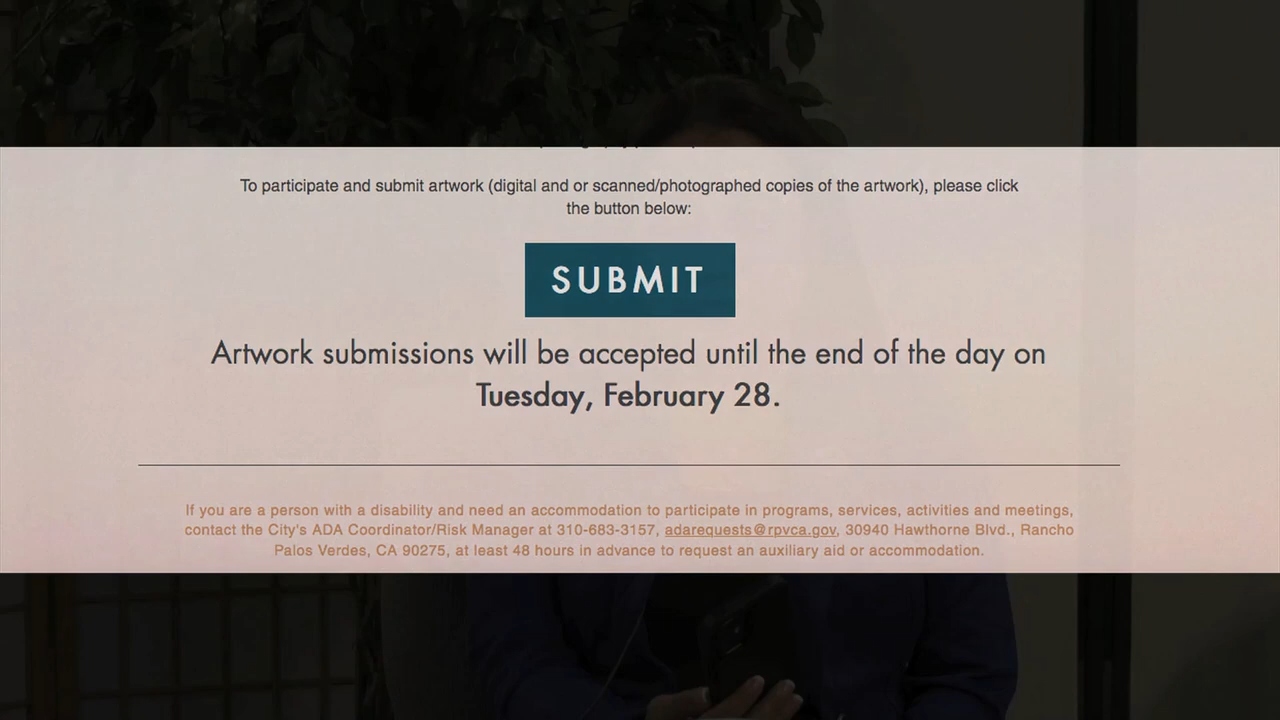 To participate and submit artwork (digital and or scanned/photographed copies of the artwork), please click
the button below:
SUBMIT
Artwork submissions will be accepted until the end of the day on
Tuesday, February 28.
If you are a person with a disability and need an accommodation to participate in programs, services, activities and meetings,
contact the City's ADA Coordinator/Risk Manager at 310-683-3157, adarequests@rpvca.gov, 30940 Hawthorne Blvd., Rancho
Palos Verdes, CA 90275, at least 48 hours in advance to request an auxiliary aid or accommodation.